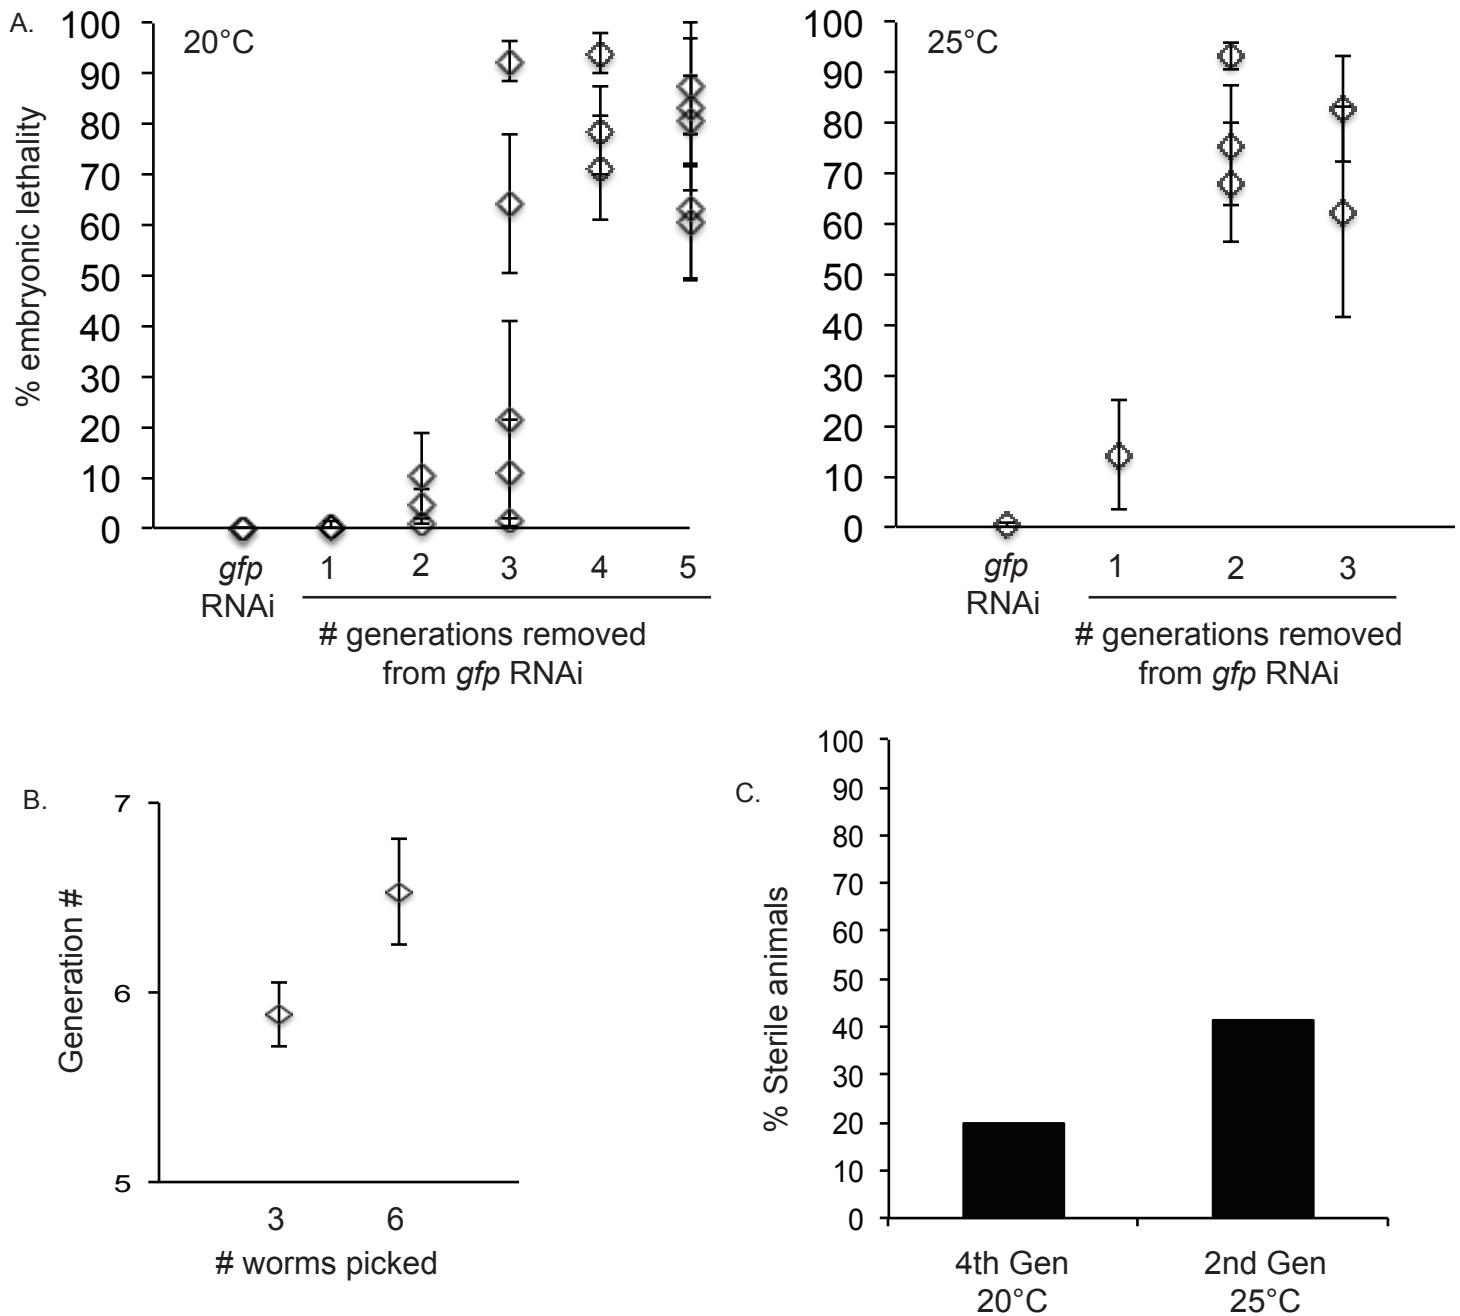 A.
20°C
% embryonic lethality
100
90
80
70
60
50
40
30
20
10
0
gfp
RNAi
1
2
3
4
5
# generations removed
from gfp RNAi
25°C
100
90
80
70
60
50
40
30
20
10
0
gfp
RNAi
1
2
3
# generations removed
from gfp RNAi
B.
Generation #
7
6
5
3
6
# worms picked
C.
% Sterile animals
100
90
80
70
60
50
40
30
20
10
0
4th Gen
20°C
2nd Gen
25°C